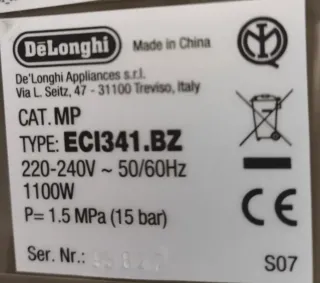 DeLonghi Made in China
De'Longhi Appliances s.r.l.
Via L. Seitz, 47 - 31100 Treviso, Italy
CAT.MP
TYPE: ECI341.BZ
220-240V ~ 50/60Hz
1100W
P= 1.5 MPa (15 bar)
CE
Ser. Nr.:
S07